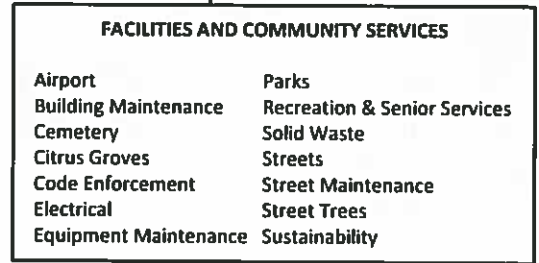 FACILITIES AND COMMUNITY SERVICES
Airport
Building Maintenance
Cemetery
Citrus Groves
Code Enforcement
Electrical
Equipment Maintenance
Parks
Recreation & Senior Services
Solid Waste
Streets
Street Maintenance
Street Trees
Sustainability